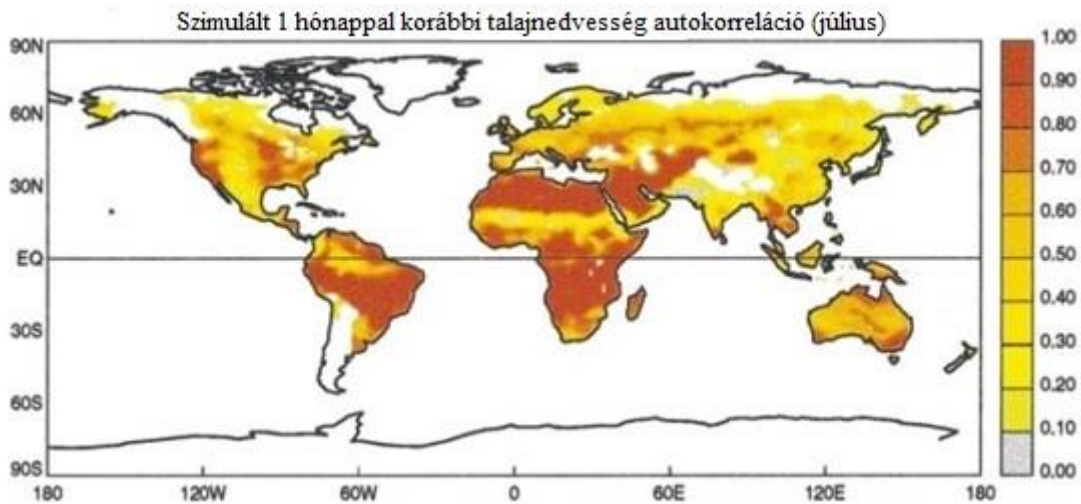 Szimulált 1 hónappal korábbi talajnedvesség autokorreláció (július)
90N
60N
30N
EQ
30S
60S
90S
180 120W 60W 0 60E 120E 180
1.00
0.90
0.80
0.70
0.60
0.50
0.40
0.30
0.20
0.10
0.00